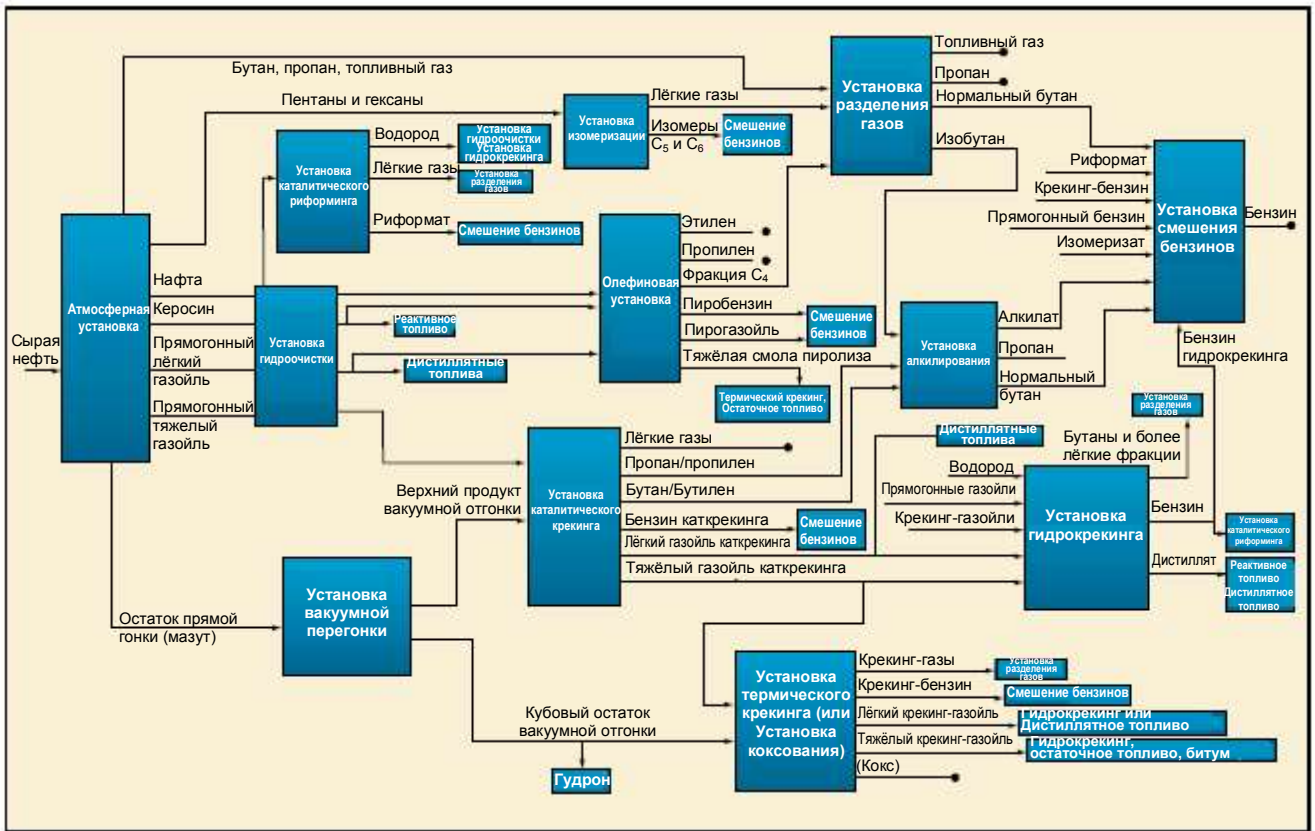 Бутан, пропан, топливный газ
Пентаны и гексаны
Сырая
нефть
Атмосферная
установка
Нафта
Керосин
Прямогонный
лёгкий
газойль
Прямогонный
тяжелый
газойль
Остаток прямой
гонки (мазут)
Установка
каталитического
риформинга
Водород
Установка
гидроочистки
Установка
гидрокрекинга
Лёгкие газы
Установка
разделения
газов
Риформат
Смешение бензинов
Установка
гидроочистки
Реактивное
топливо
Дистиллятные
топлива
Установка
изомеризации
Лёгкие газы
Изомеры
C5 и C6
Смешение
бензинов
Установка
разделения
газов
Топливный газ
Пропан
Нормальный бутан
Изобутан
Олефиновая
установка
Этилен
Пропилен
Фракция C4
Пиробензин
Пирогазойль
Смешение
бензинов
Тяжёлая смола пиролиза
Термический крекинг,
Остаточное топливо
Установка
алкилирования
Алкилат
Пропан
Нормальный
бутан
Риформат
Крекинг-бензин
Прямогонный бензин
Изомеризат
Установка
смешения
бензинов
Бензин
Бензин
гидрокрекинга
Верхний продукт
вакуумной отгонки
Установка
каталитического
крекинга
Лёгкие газы
Пропан/пропилен
Бутан/Бутилен
Бензин каткрекинга
Смешение
бензинов
Лёгкий газойль каткрекинга
Тяжёлый газойль каткрекинга
Дистиллятные
топлива
Водород
Прямогонные газойли
Крекинг-газойли
Установка
гидрокрекинга
Установка
разделения
газов
Бутаны и более
лёгкие фракции
Бензин
Установка
каталитического
риформинга
Дистиллят
Реактивное
топливо
Дистиллятное
топливо
Установка
вакуумной
перегонки
Кубовый остаток
вакуумной отгонки
Гудрон
Установка
термического
крекинга (или
Установка
коксования)
Крекинг-газы
Установка
разделения
газов
Крекинг-бензин
Смешение бензинов
Лёгкий крекинг-газойль
Гидрокрекинг или
Дистиллятное топливо
Тяжёлый крекинг-газойль
Гидрокрекинг,
остаточное топливо, битум
(Кокс)